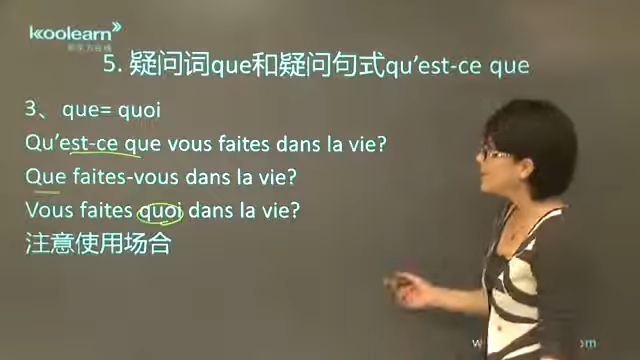 koolearn
新东方在线
5. 疑问词que和疑问句式qu’est-ce que
3、que= quoi
Qu’est-ce que vous faites dans la vie?
Que faites-vous dans la vie?
Vous faites quoi dans la vie?
注意使用场合